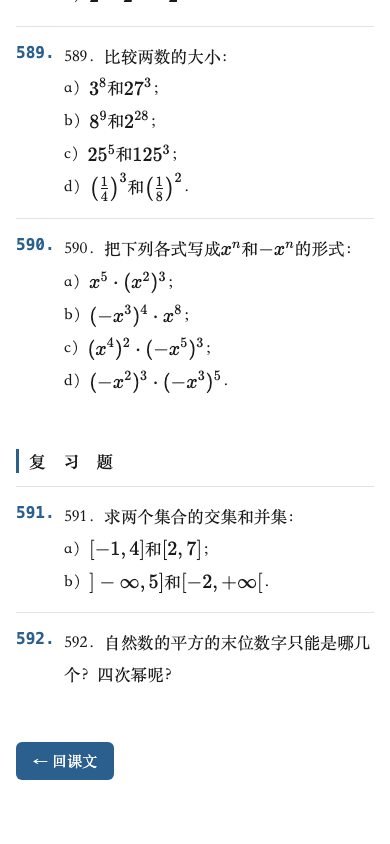 589. 589. 比较两数的大小：
a) 3⁸和27³；
b) 8⁹和2²⁸；
c) 25⁵和125³；
d) (1/4)³和(1/8)².
590. 590. 把下列各式写成xⁿ和−xⁿ的形式：
a) x⁵ · (x²)³；
b) (−x³)⁴ · x⁸；
c) (x⁴)² · (−x⁵)³；
d) (−x²)³ · (−x³)⁵.
复 习 题
591. 591. 求两个集合的交集和并集：
a) [−1, 4]和[2, 7]；
b) ] − ∞, 5]和[−2, +∞[.
592. 592. 自然数的平方的末位数字只能是哪几
个？四次幂呢？
← 回课文